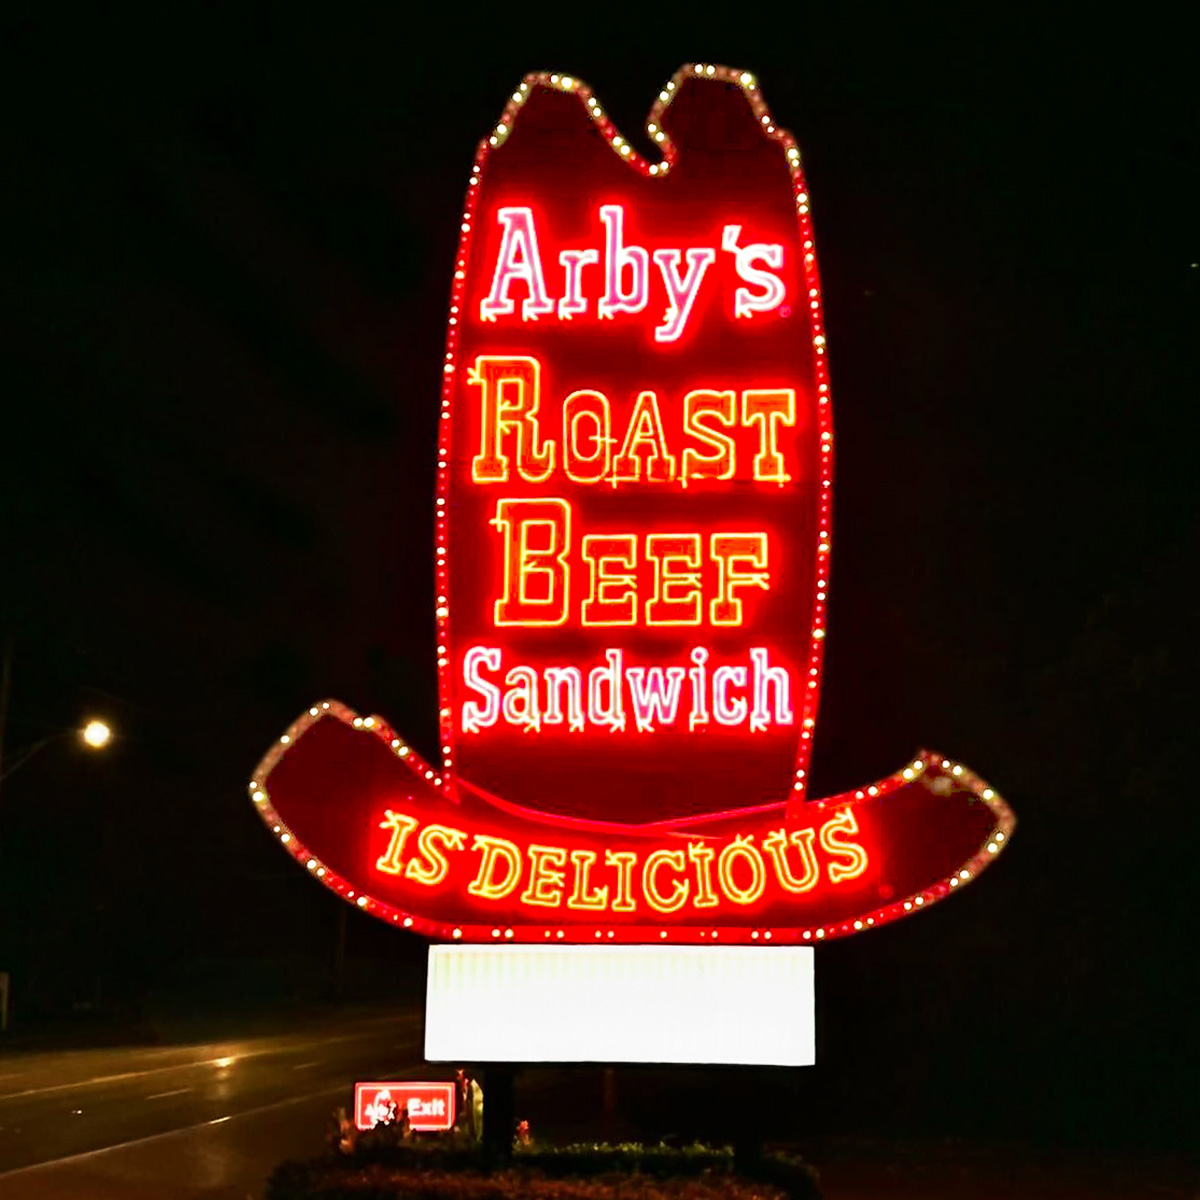 Arby's
ROAST
BEEF
Sandwich
IS DELICIOUS
Exit